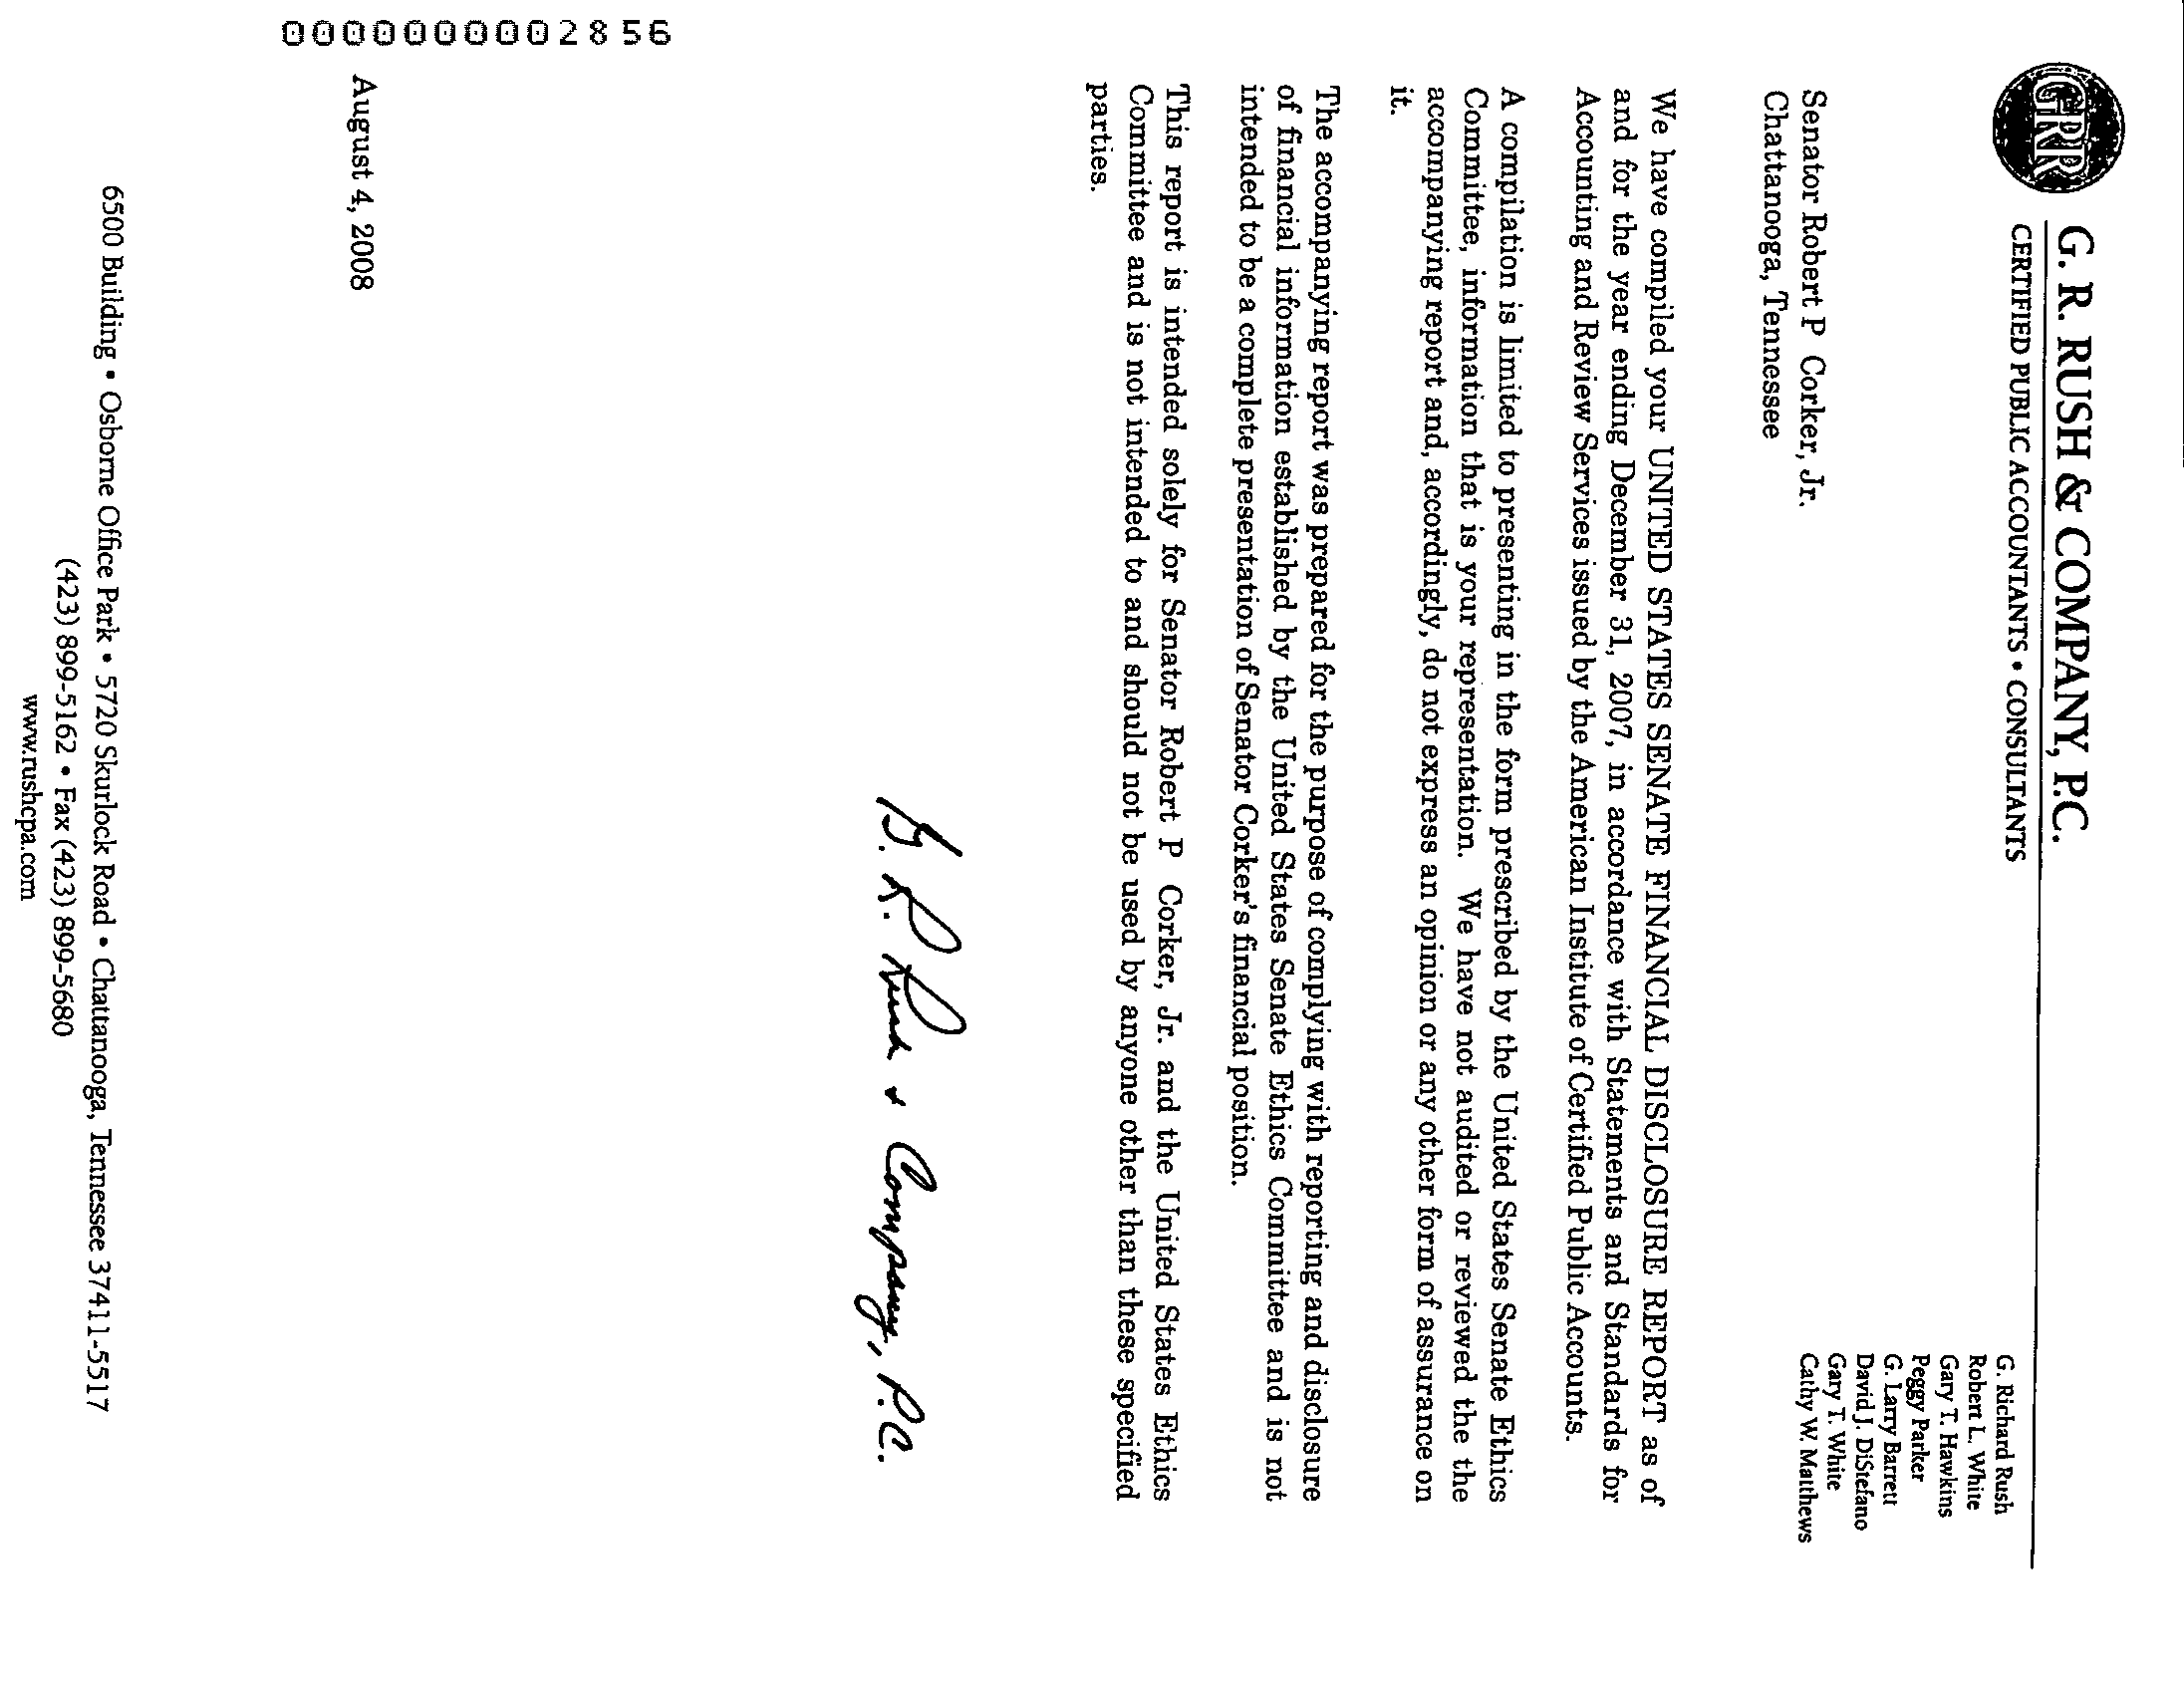 000000002856
GRR
G. R. RUSH & COMPANY, P.C.
CERTIFIED PUBLIC ACCOUNTANTS • CONSULTANTS
G. Richard Rush
Robert L. White
Gary T. Hawkins
Peggy Parker
G. Larry Barrett
David J. DiStefano
Gary T. White
Cathy W. Matthews
Senator Robert P Corker, Jr.
Chattanooga, Tennessee
We have compiled your UNITED STATES SENATE FINANCIAL DISCLOSURE REPORT as of
and for the year ending December 31, 2007, in accordance with Statements and Standards for
Accounting and Review Services issued by the American Institute of Certified Public Accounts.
A compilation is limited to presenting in the form prescribed by the United States Senate Ethics
Committee, information that is your representation. We have not audited or reviewed the the
accompanying report and, accordingly, do not express an opinion or any other form of assurance on
it.
The accompanying report was prepared for the purpose of complying with reporting and disclosure
of financial information established by the United States Senate Ethics Committee and is not
intended to be a complete presentation of Senator Corker's financial position.
This report is intended solely for Senator Robert P Corker, Jr. and the United States Ethics
Committee and is not intended to and should not be used by anyone other than these specified
parties.
G. R. Rush + Company, P.C.
August 4, 2008
6500 Building • Osborne Office Park • 5720 Skurlock Road • Chattanooga, Tennessee 37411-5517
(423) 899-5162 • Fax (423) 899-5680
www.rushcpa.com